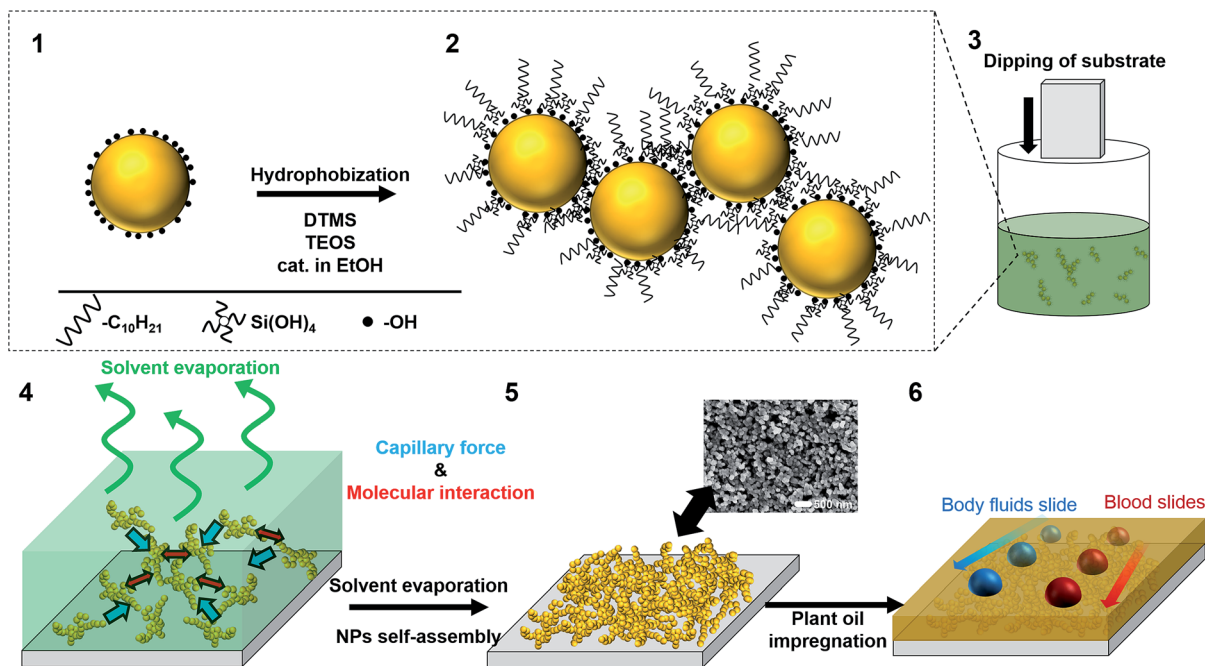 1
2
3
Dipping of substrate
Hydrophobization
DTMS
TEOS
cat. in EtOH
-C₁₀H₂₁
Si(OH)₄
-OH
4
Solvent evaporation
Capillary force
&
Molecular interaction
5
500 nm
6
Body fluids slide
Blood slides
Solvent evaporation
NPs self-assembly
Plant oil
impregnation